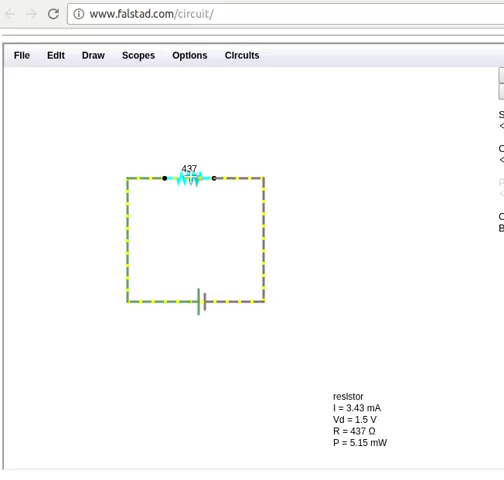 www.falstad.com/circuit/
File Edit Draw Scopes Options Circuits
437
resistor
I = 3.43 mA
Vd = 1.5 V
R = 437 Ω
P = 5.15 mW